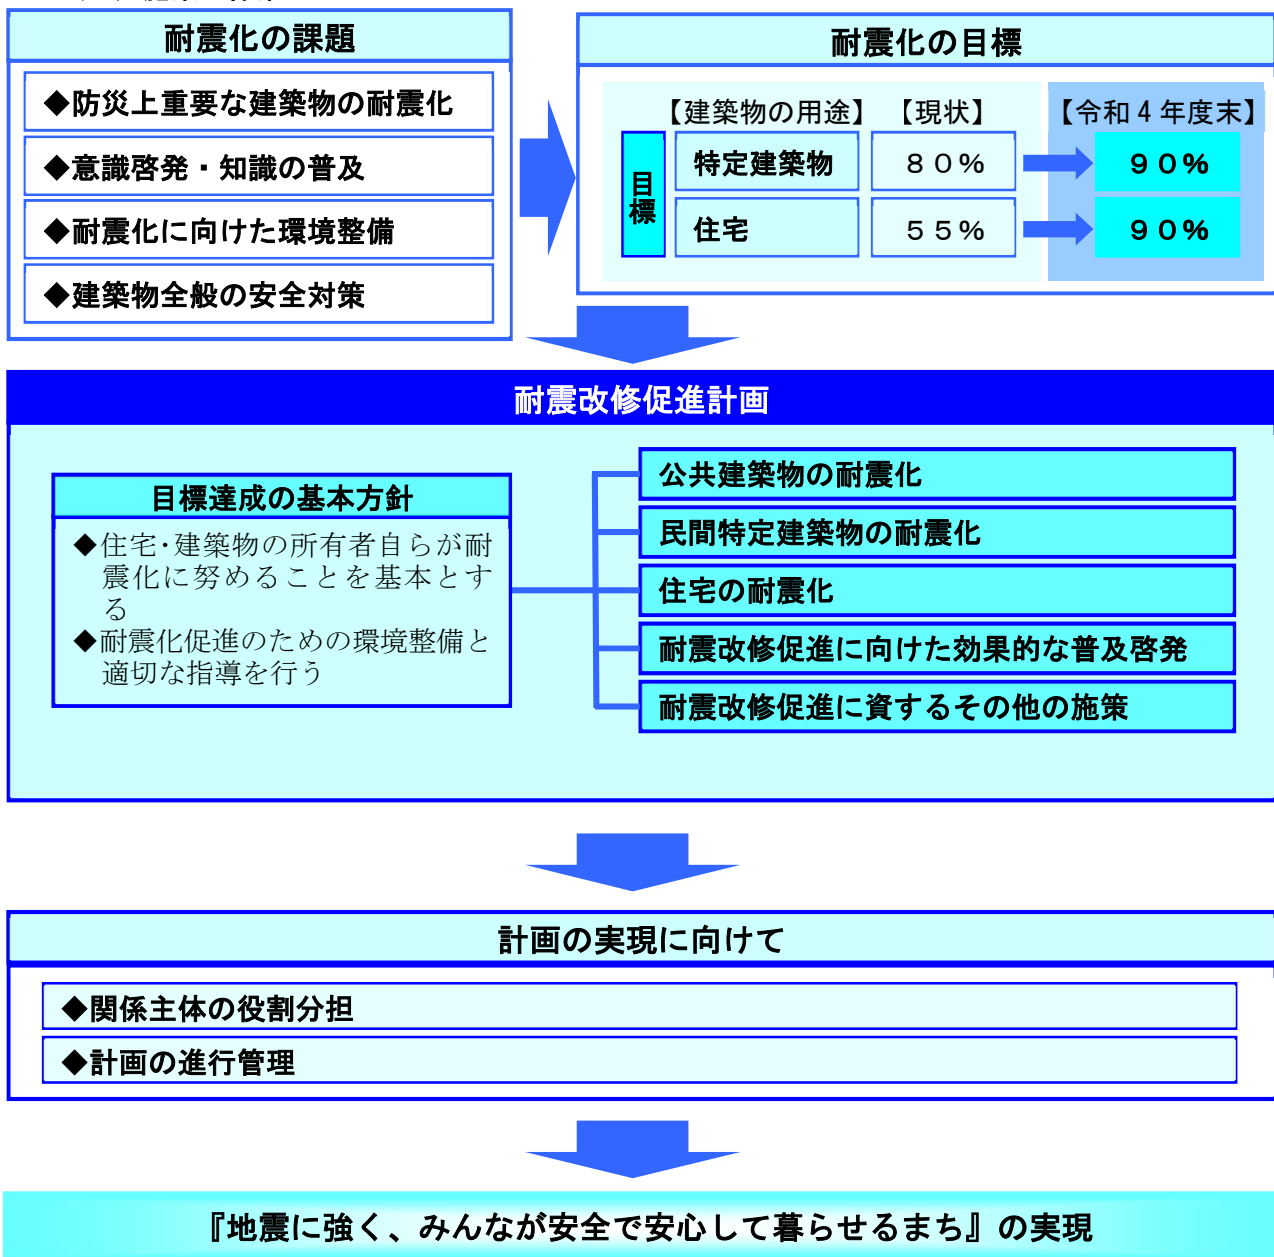 耐震化の課題
◆防災上重要な建築物の耐震化
◆意識啓発・知識の普及
◆耐震化に向けた環境整備
◆建築物全般の安全対策
耐震化の目標
【建築物の用途】 【現状】 【令和４年度末】
目標
特定建築物 ８０％ ９０％
住宅 ５５％ ９０％
耐震改修促進計画
目標達成の基本方針
◆住宅・建築物の所有者自らが耐
震化に努めることを基本とす
る
◆耐震化促進のための環境整備と
適切な指導を行う
公共建築物の耐震化
民間特定建築物の耐震化
住宅の耐震化
耐震改修促進に向けた効果的な普及啓発
耐震改修促進に資するその他の施策
計画の実現に向けて
◆関係主体の役割分担
◆計画の進行管理
『地震に強く、みんなが安全で安心して暮らせるまち』の実現